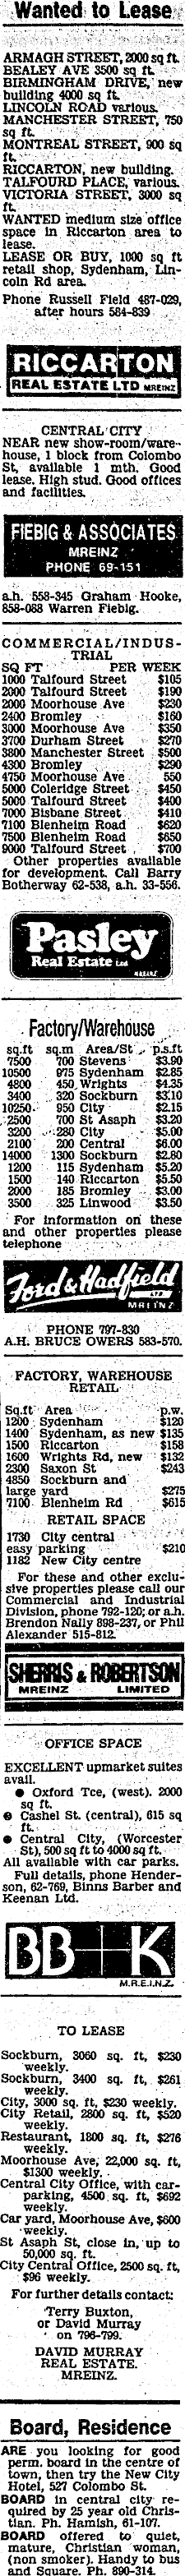 Wanted to Lease
ARMAGH STREET, 2000 sq ft.
BEALEY AVE 3500 sq ft.
BIRMINGHAM DRIVE, new
building 4000 sq ft.
LINCOLN ROAD various.
MANCHESTER STREET, 750
sq ft.
MONTREAL STREET, 900 sq
ft.
RICCARTON, new building.
TALFOURD PLACE, various.
VICTORIA STREET, 3000 sq
ft.
WANTED medium size office
space in Riccarton area to
lease.
LEASE OR BUY, 1000 sq ft
retail shop, Sydenham, Lin-
coln Rd area.
Phone Russell Field 487-029,
after hours 584-839
RICCARTON
REAL ESTATE LTD MREINZ
CENTRAL CITY
NEAR new show-room/ware-
house, 1 block from Colombo
St, available 1 mth. Good
lease. High stud. Good offices
and facilities.
FIEBIG & ASSOCIATES
MREINZ
PHONE 69-151
a.h. 558-345 Graham Hooke,
858-088 Warren Fiebig.
COMMERCIAL/INDUS-
TRIAL
SQ FT PER WEEK
1000 Talfourd Street $105
2000 Talfourd Street $190
2000 Moorhouse Ave $230
2400 Bromley $160
3000 Moorhouse Ave $350
3700 Durham Street $270
3800 Manchester Street $500
4300 Bromley $290
4750 Moorhouse Ave 550
5000 Coleridge Street $450
5000 Talfourd Street $400
7000 Bisbane Street $410
7100 Blenheim Road $620
7500 Blenheim Road $650
9000 Talfourd Street $700
Other properties available
for development. Call Barry
Botherway 62-538, a.h. 33-556.
Pasley
Real Estate Ltd
MREINZ
Factory/Warehouse
sq.ft sq.m Area/St p.s.ft
7500 700 Stevens $3.90
10500 975 Sydenham $2.85
4800 450 Wrights $4.35
3400 320 Sockburn $3.10
10250 950 City $2.15
2500 700 St Asaph $3.20
3200 280 City $5.00
2100 200 Central $6.00
14000 1300 Sockburn $2.80
1200 115 Sydenham $5.20
1500 140 Riccarton $5.50
2000 185 Bromley $3.00
3500 325 Linwood $3.50
For information on these
and other properties please
telephone
Ford & Hadfield
LTD
MREINZ
PHONE 797-830
A.H. BRUCE OWERS 583-570.
FACTORY, WAREHOUSE
RETAIL
Sq.ft Area p.w.
1200 Sydenham $120
1400 Sydenham, as new $135
1500 Riccarton $158
1600 Wrights Rd, new $132
2300 Saxon St $243
4850 Sockburn and
large yard $275
7100 Blenheim Rd $615
RETAIL SPACE
1730 City central
easy parking $210
1182 New City centre
For these and other exclu-
sive properties please call our
Commercial and Industrial
Division, phone 792-120; or a.h.
Brendon Nally 898-237, or Phil
Alexander 515-812.
SHERRIS & ROBERTSON
MREINZ LIMITED
OFFICE SPACE
EXCELLENT upmarket suites
avail.
● Oxford Tce, (west). 2000
sq ft.
● Cashel St. (central), 615 sq
ft.
● Central City, (Worcester
St), 500 sq ft to 4000 sq ft.
All available with car parks.
Full details, phone Hender-
son, 62-769, Binns Barber and
Keenan Ltd.
BB+K
M.R.E.I.N.Z.
TO LEASE
Sockburn, 3060 sq. ft, $230
weekly.
Sockburn, 3400 sq. ft, $261
weekly.
City, 3000 sq. ft, $230 weekly.
City Retail, 2800 sq. ft, $520
weekly.
Restaurant, 1800 sq. ft, $276
weekly.
Moorhouse Ave, 22,000 sq. ft,
$1300 weekly.
Central City Office, with car-
parking, 4500 sq. ft, $692
weekly.
Car yard, Moorhouse Ave, $600
weekly.
St Asaph St, close in, up to
50,000 sq. ft.
City Central Office, 2500 sq. ft,
$96 weekly.
For further details contact:
Terry Buxton,
or David Murray
on 796-799.
DAVID MURRAY
REAL ESTATE.
MREINZ.
Board, Residence
ARE you looking for good
perm. board in the centre of
town, then try the New City
Hotel, 527 Colombo St.
BOARD in central city re-
quired by 25 year old Chris-
tian. Ph. Hamish, 61-107.
BOARD offered to quiet,
mature, Christian woman,
(non smoker). Handy to bus
and Square. Ph. 890-314.